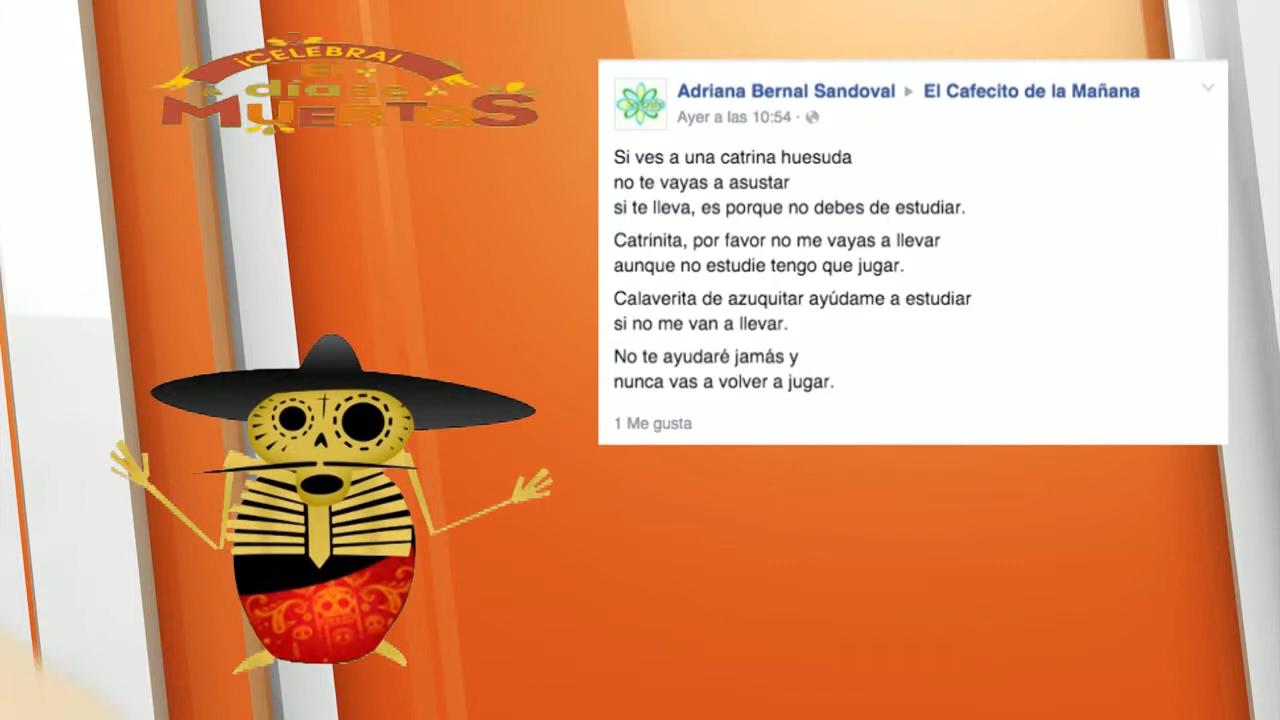 ¡CELEBRA!
El
día de
MUERTOS
Adriana Bernal Sandoval ▸ El Cafecito de la Mañana
Ayer a las 10:54 ·
Si ves a una catrina huesuda
no te vayas a asustar
si te lleva, es porque no debes de estudiar.
Catrinita, por favor no me vayas a llevar
aunque no estudie tengo que jugar.
Calaverita de azuquitar ayúdame a estudiar
si no me van a llevar.
No te ayudaré jamás y
nunca vas a volver a jugar.
1 Me gusta